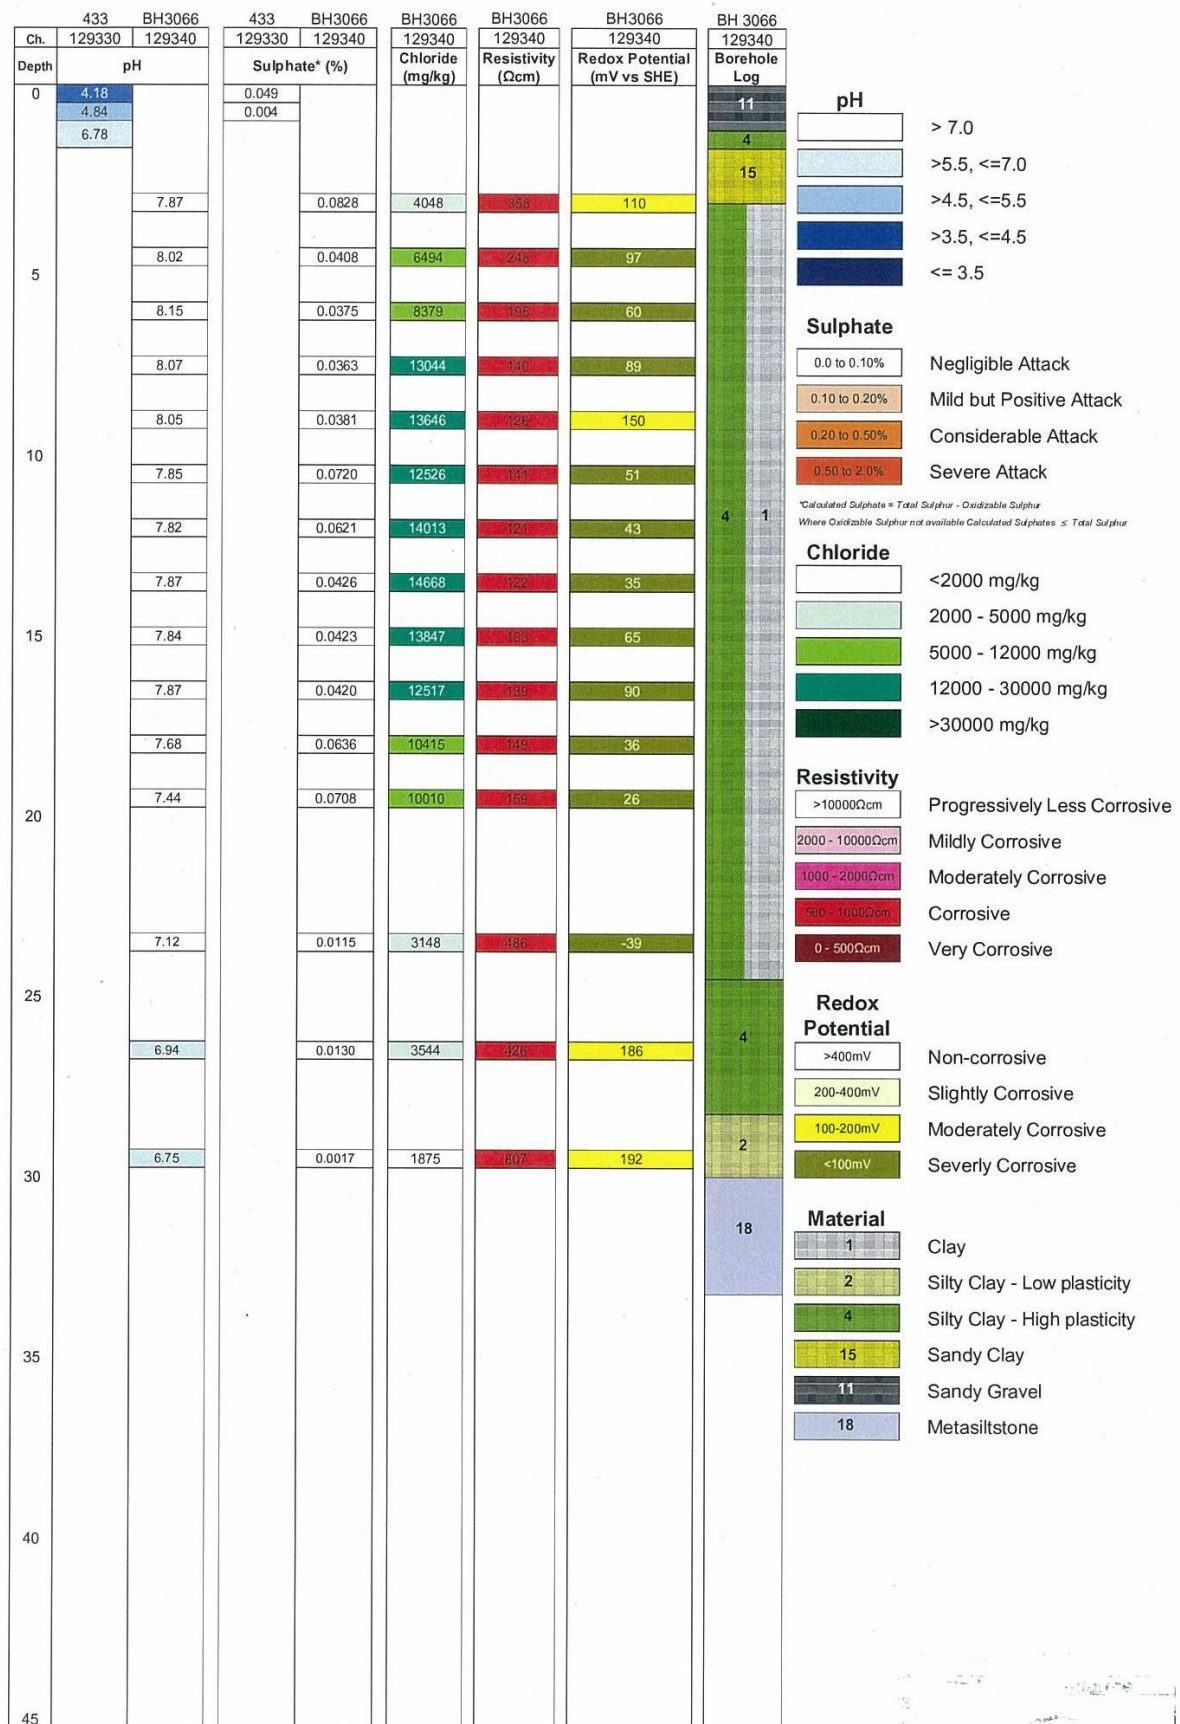 433 BH3066 433 BH3066 BH3066 BH3066 BH3066 BH 3066
Ch. 129330 129340 129330 129340 129340 129340 129340 129340
Depth pH Sulphate* (%) Chloride (mg/kg) Resistivity (Ωcm) Redox Potential (mV vs SHE) Borehole Log
0 4.18 0.049 11
4.84 0.004
6.78 4
15
7.87 0.0828 4048 358 110
8.02 0.0408 6494 248 97
5
8.15 0.0375 8379 195 60
8.07 0.0363 13044 140 89
8.05 0.0381 13646 126 150
10
7.85 0.0720 12526 141 51
7.82 0.0621 14013 121 43 4 1
7.87 0.0426 14668 122 35
15 7.84 0.0423 13847 133 65
7.87 0.0420 12517 139 90
7.68 0.0636 10415 149 36
7.44 0.0708 10010 159 26
20
7.12 0.0115 3148 486 -39
25
4
6.94 0.0130 3544 426 186
2
6.75 0.0017 1875 807 192
30
18
35
40
45
pH
> 7.0
>5.5, <=7.0
>4.5, <=5.5
>3.5, <=4.5
<= 3.5
Sulphate
0.0 to 0.10% Negligible Attack
0.10 to 0.20% Mild but Positive Attack
0.20 to 0.50% Considerable Attack
0.50 to 2.0% Severe Attack
*Calculated Sulphate = Total Sulphur - Oxidizable Sulphur
Where Oxidizable Sulphur not available Calculated Sulphates ≤ Total Sulphur
Chloride
<2000 mg/kg
2000 - 5000 mg/kg
5000 - 12000 mg/kg
12000 - 30000 mg/kg
>30000 mg/kg
Resistivity
>10000Ωcm Progressively Less Corrosive
2000 - 10000Ωcm Mildly Corrosive
1000 - 2000Ωcm Moderately Corrosive
500 - 1000Ωcm Corrosive
0 - 500Ωcm Very Corrosive
Redox
Potential
>400mV Non-corrosive
200-400mV Slightly Corrosive
100-200mV Moderately Corrosive
<100mV Severly Corrosive
Material
1 Clay
2 Silty Clay - Low plasticity
4 Silty Clay - High plasticity
15 Sandy Clay
11 Sandy Gravel
18 Metasiltstone